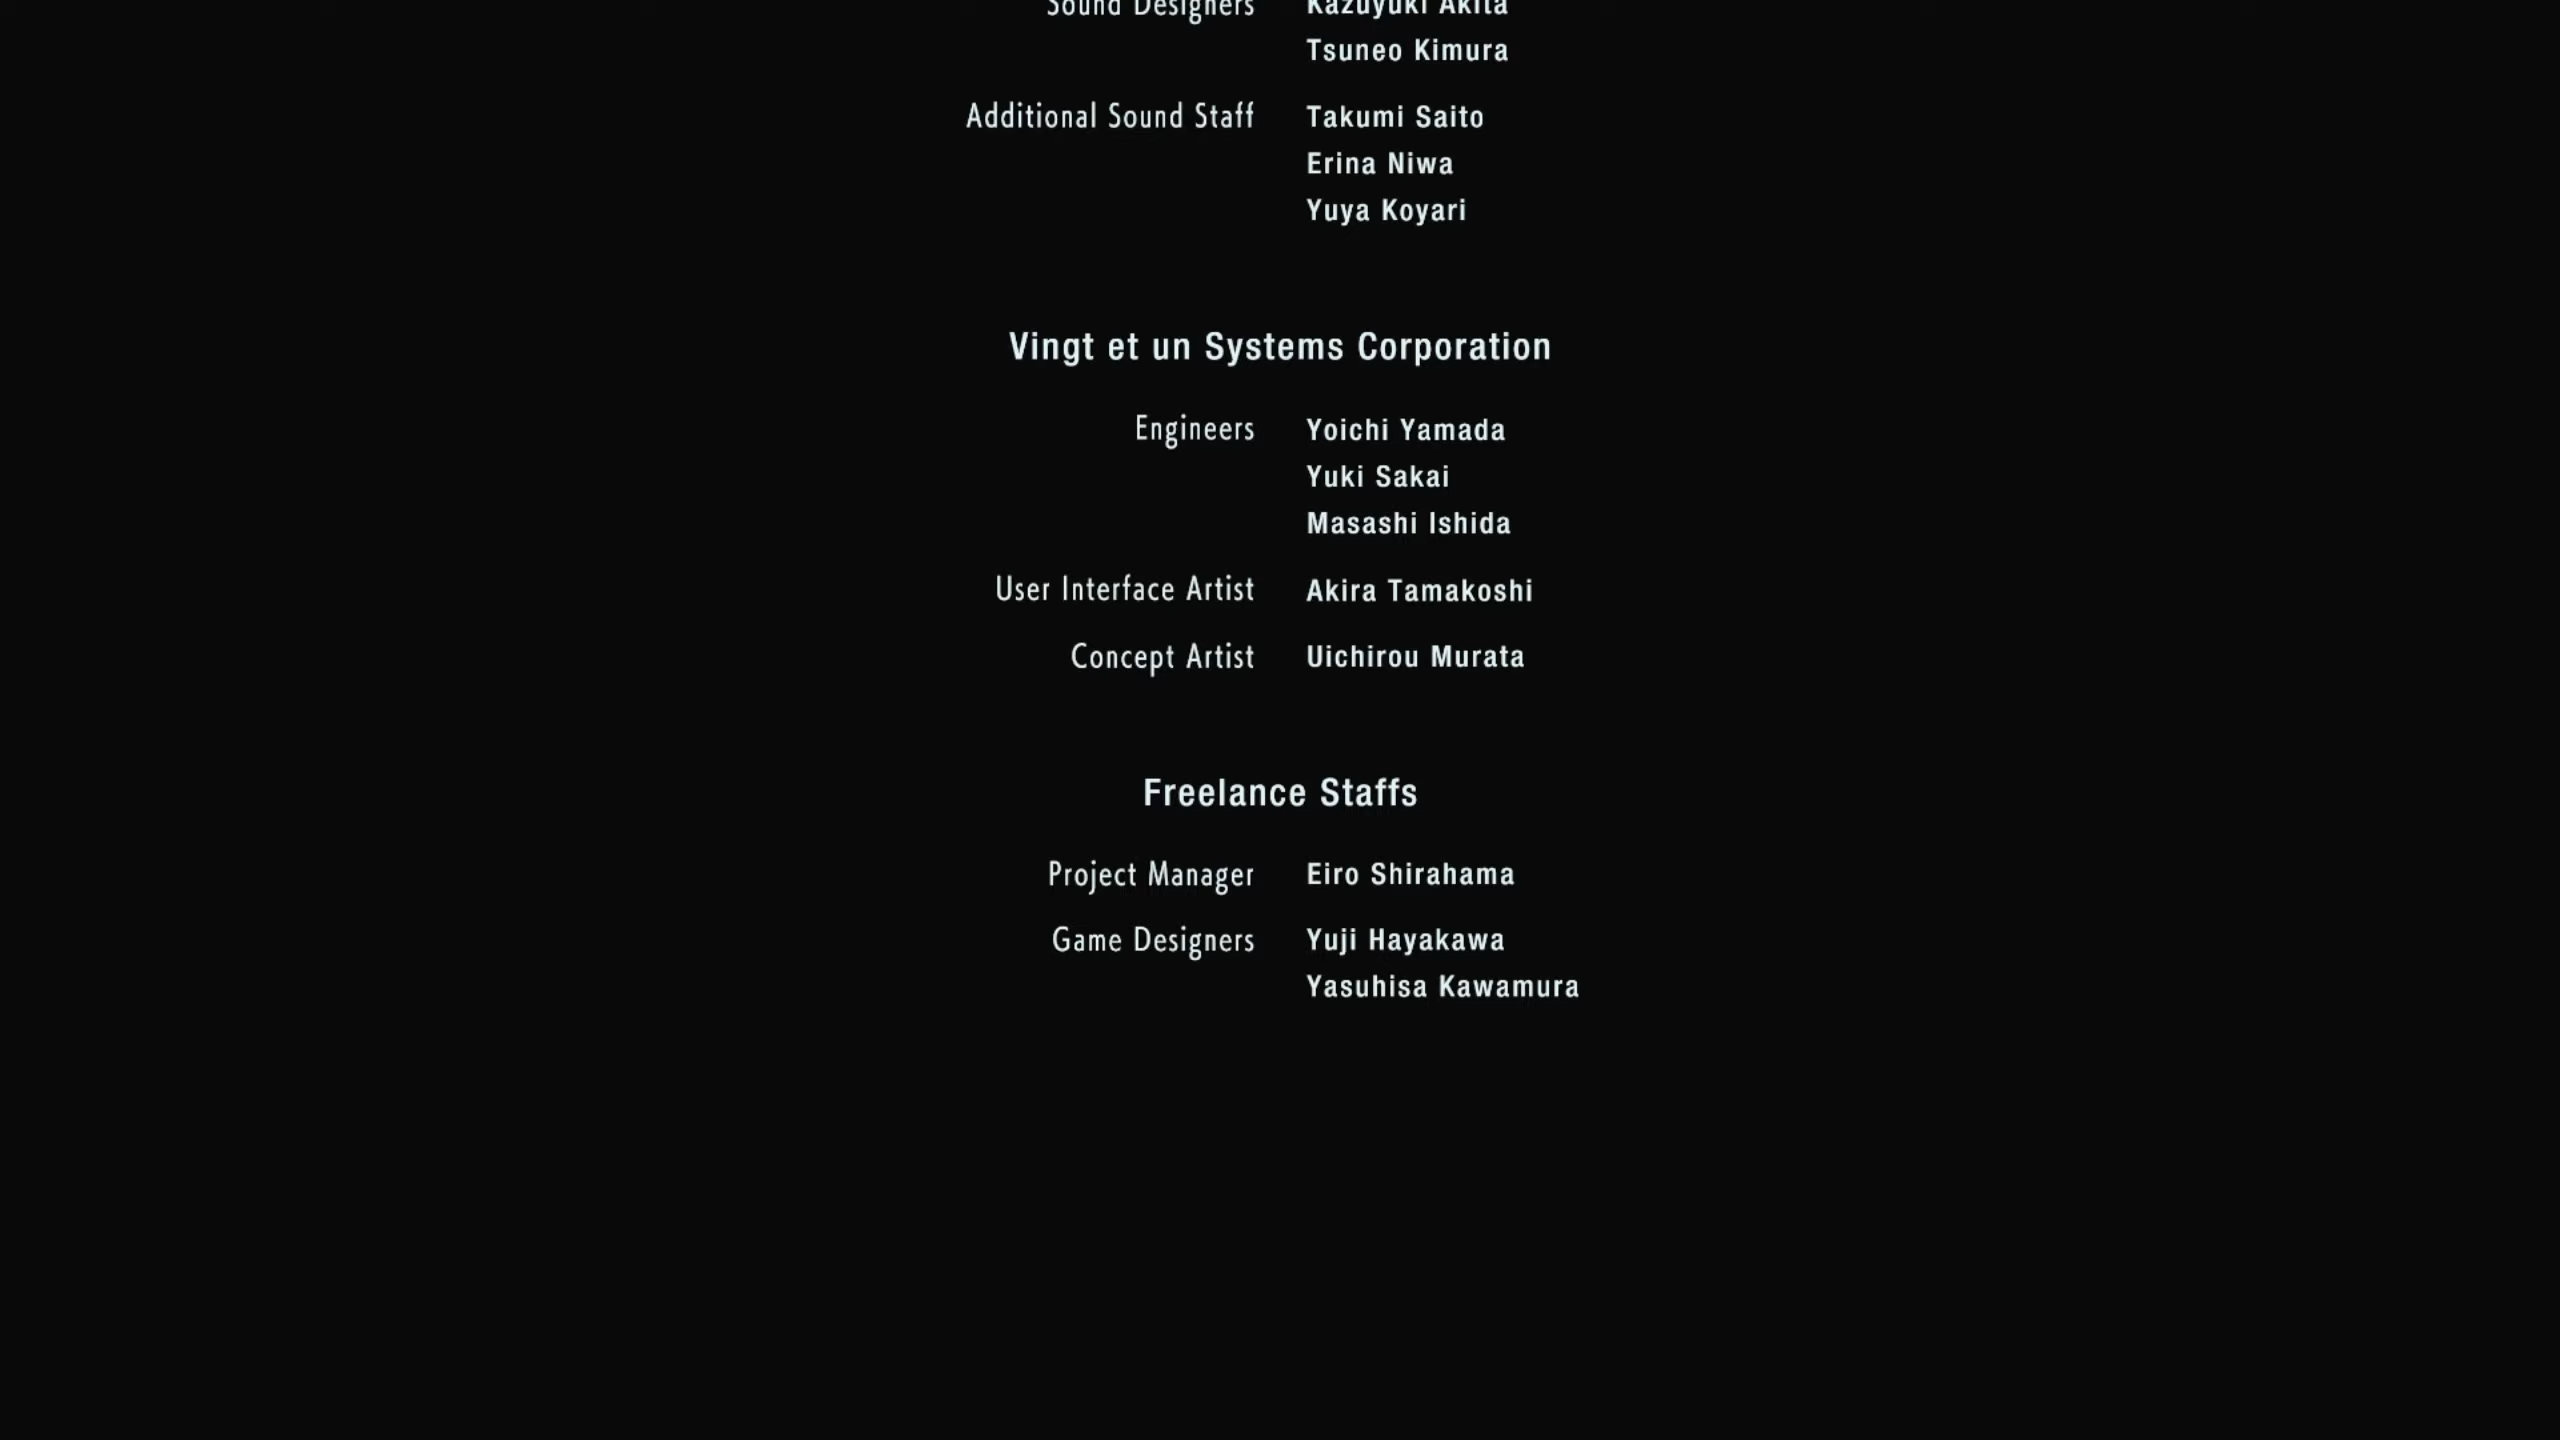 Sound Designers Kazuyuki Akita
Tsuneo Kimura
Additional Sound Staff Takumi Saito
Erina Niwa
Yuya Koyari
Vingt et un Systems Corporation
Engineers Yoichi Yamada
Yuki Sakai
Masashi Ishida
User Interface Artist Akira Tamakoshi
Concept Artist Uichirou Murata
Freelance Staffs
Project Manager Eiro Shirahama
Game Designers Yuji Hayakawa
Yasuhisa Kawamura